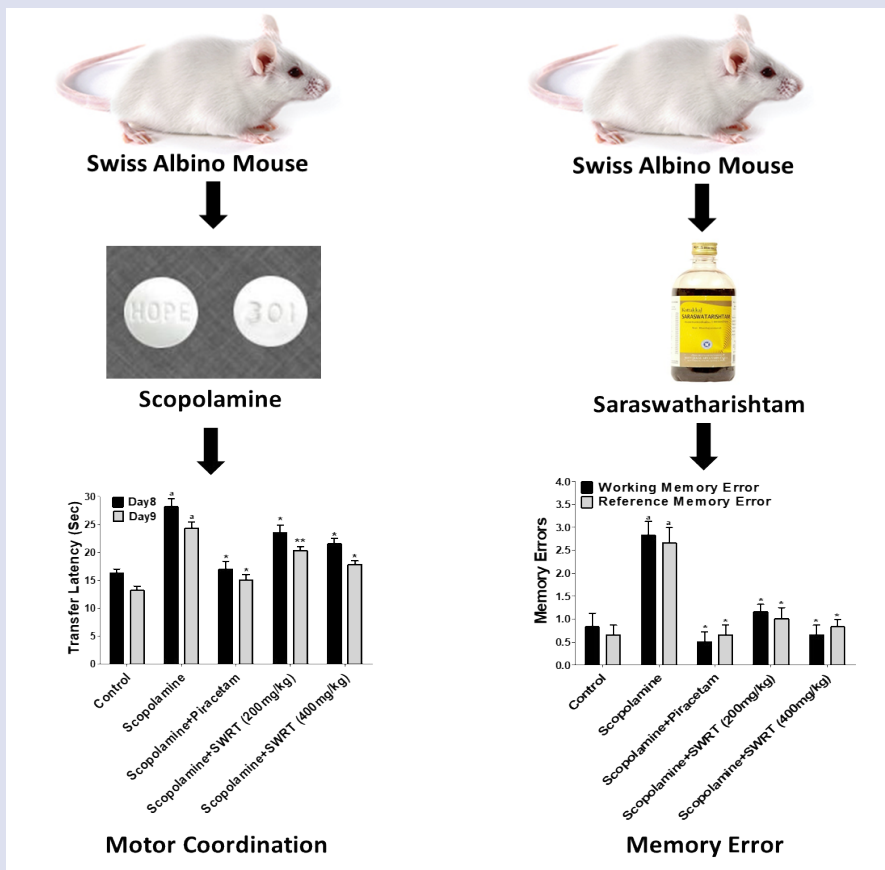 Swiss Albino Mouse
Scopolamine
HOPE
301
Transfer Latency (Sec)
30
25
20
15
10
5
0
Day8
Day9
a
a
*
*
*
**
*
*
Control
Scopolamine
Scopolamine+Piracetam
Scopolamine+SWRT (200mg/kg)
Scopolamine+SWRT (400mg/kg)
Motor Coordination
Swiss Albino Mouse
SARASWATARISHTAM
Saraswatharishtam
Memory Errors
4.0
3.5
3.0
2.5
2.0
1.5
1.0
0.5
0.0
Working Memory Error
Reference Memory Error
a
a
*
*
*
*
*
*
Control
Scopolamine
Scopolamine+Piracetam
Scopolamine+SWRT (200mg/kg)
Scopolamine+SWRT (400mg/kg)
Memory Error